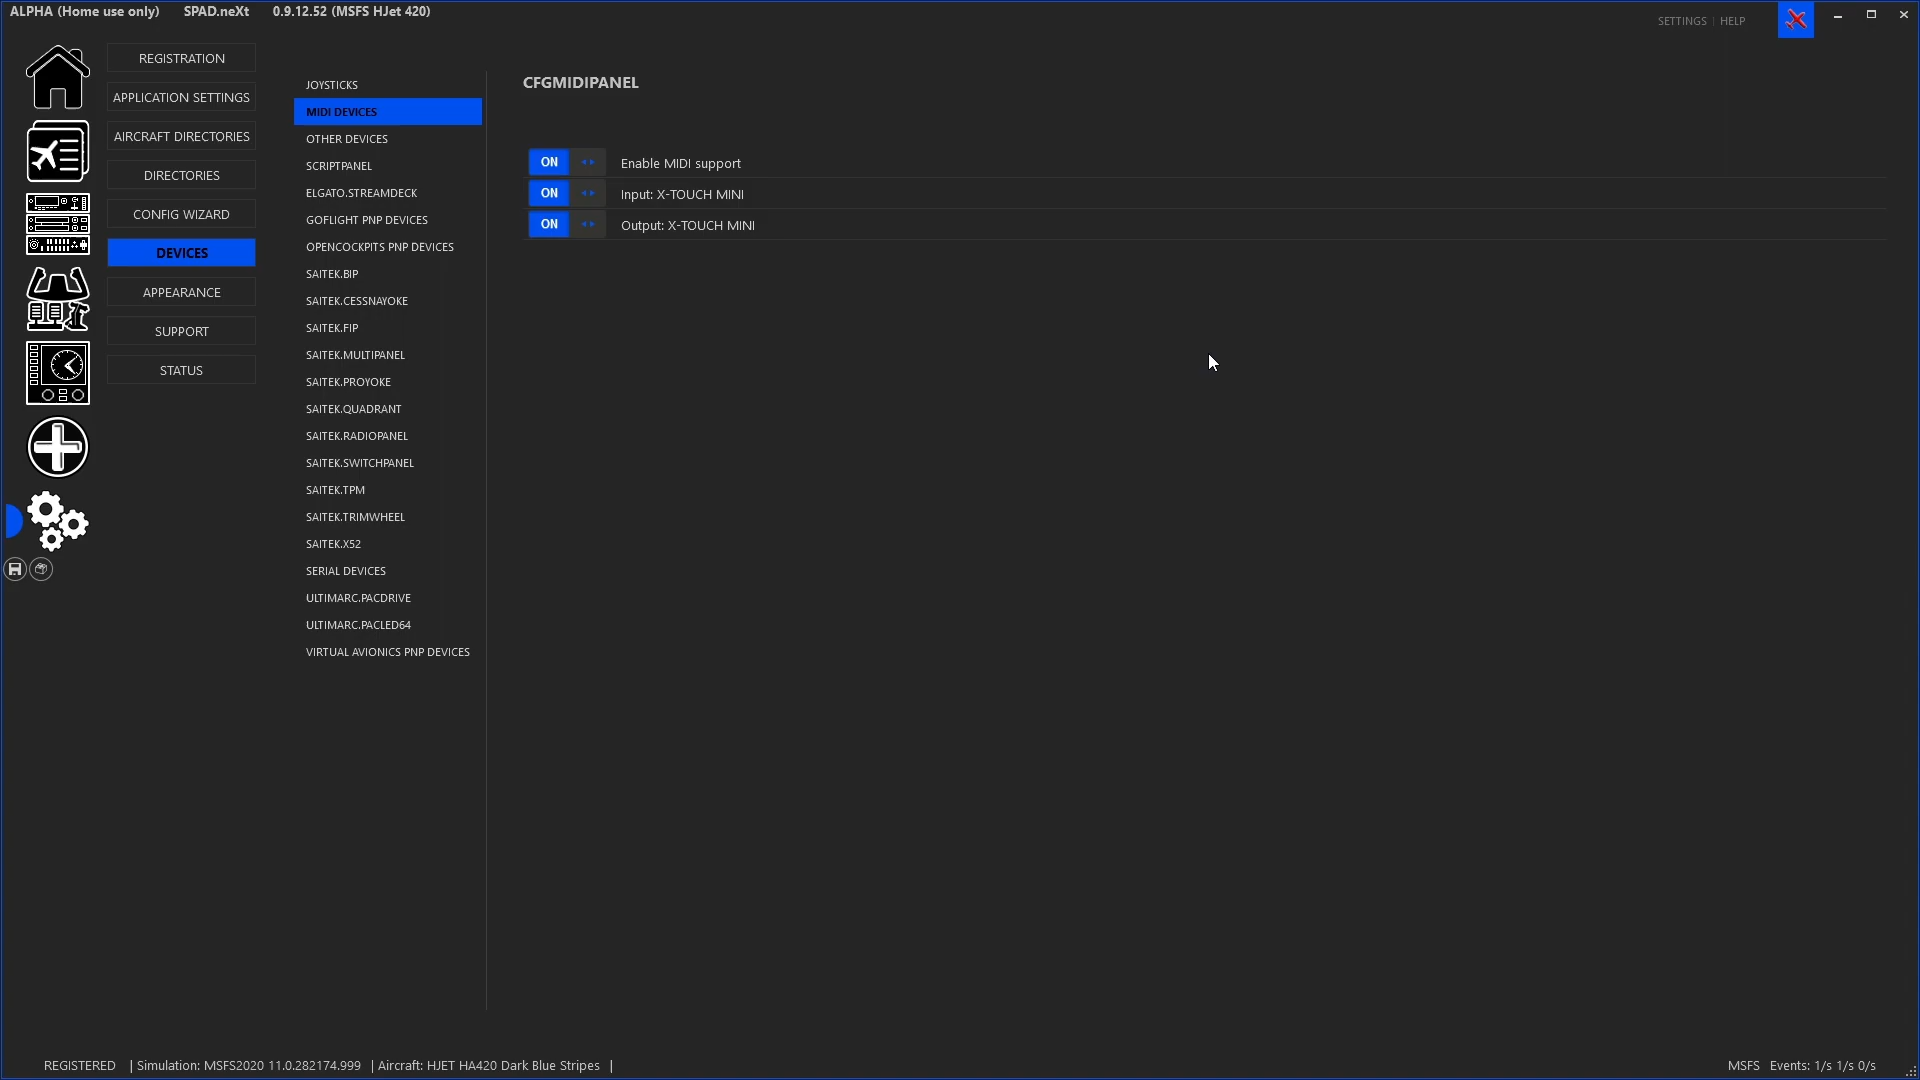 ALPHA (Home use only) SPAD.neXt 0.9.12.52 (MSFS HJet 420)
SETTINGS | HELP
REGISTRATION
APPLICATION SETTINGS
AIRCRAFT DIRECTORIES
DIRECTORIES
CONFIG WIZARD
DEVICES
APPEARANCE
SUPPORT
STATUS
JOYSTICKS
MIDI DEVICES
OTHER DEVICES
SCRIPTPANEL
ELGATO.STREAMDECK
GOFLIGHT PNP DEVICES
OPENCOCKPITS PNP DEVICES
SAITEK.BIP
SAITEK.CESSNAYOKE
SAITEK.FIP
SAITEK.MULTIPANEL
SAITEK.PROYOKE
SAITEK.QUADRANT
SAITEK.RADIOPANEL
SAITEK.SWITCHPANEL
SAITEK.TPM
SAITEK.TRIMWHEEL
SAITEK.X52
SERIAL DEVICES
ULTIMARC.PACDRIVE
ULTIMARC.PACLED64
VIRTUAL AVIONICS PNP DEVICES
CFGMIDIPANEL
ON Enable MIDI support
ON Input: X-TOUCH MINI
ON Output: X-TOUCH MINI
REGISTERED | Simulation: MSFS2020 11.0.282174.999 | Aircraft: HJET HA420 Dark Blue Stripes |
MSFS Events: 1/s 1/s 0/s